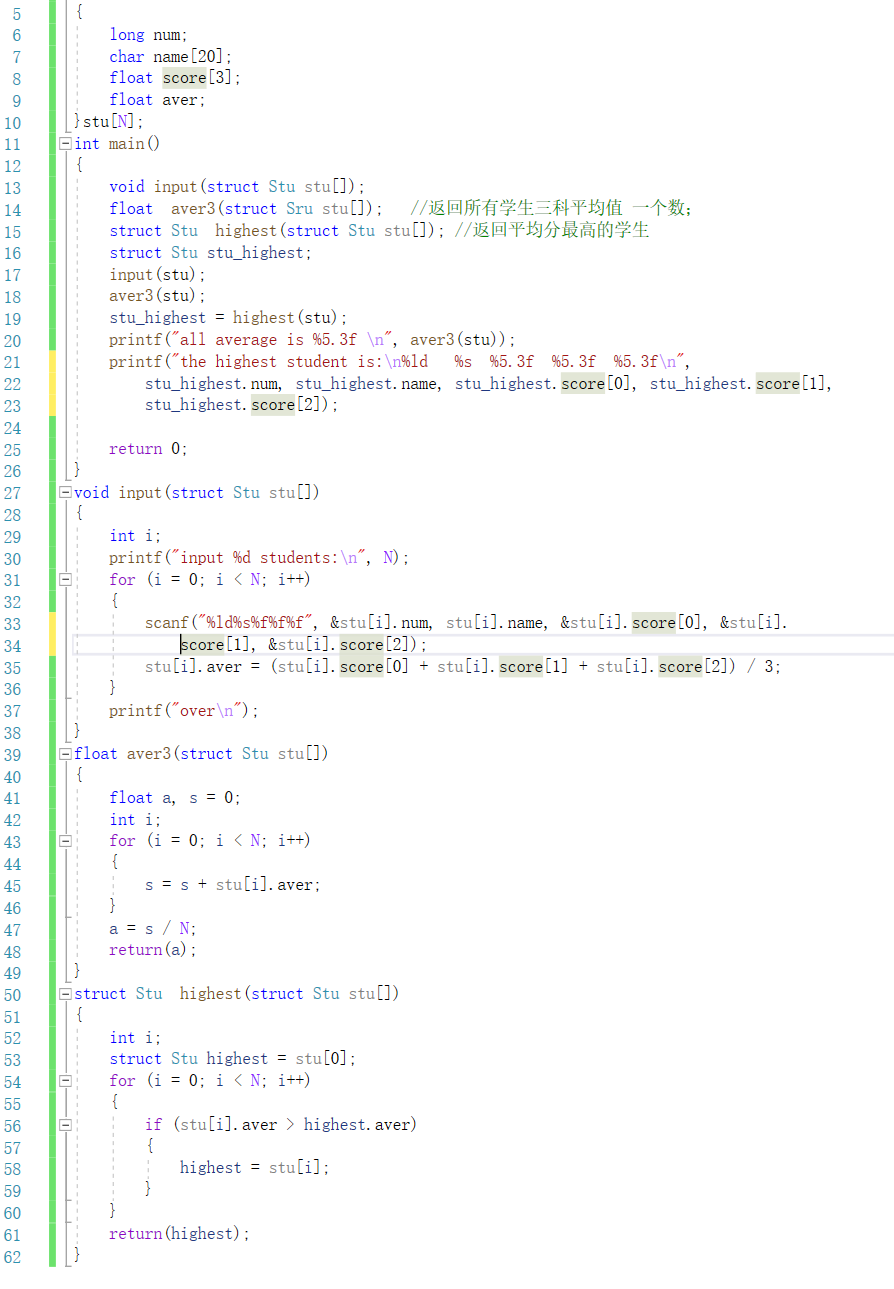 5 {
6 long num;
7 char name[20];
8 float score[3];
9 float aver;
10 }stu[N];
11 int main()
12 {
13 void input(struct Stu stu[]);
14 float  aver3(struct Sru stu[]);   //返回所有学生三科平均值 一个数;
15 struct Stu  highest(struct Stu stu[]); //返回平均分最高的学生
16 struct Stu stu_highest;
17 input(stu);
18 aver3(stu);
19 stu_highest = highest(stu);
20 printf("all average is %5.3f \n", aver3(stu));
21 printf("the highest student is:\n%ld   %s  %5.3f  %5.3f  %5.3f\n",
22 stu_highest.num, stu_highest.name, stu_highest.score[0], stu_highest.score[1],
23 stu_highest.score[2]);
24
25 return 0;
26 }
27 void input(struct Stu stu[])
28 {
29 int i;
30 printf("input %d students:\n", N);
31 for (i = 0; i < N; i++)
32 {
33 scanf("%ld%s%f%f%f", &stu[i].num, stu[i].name, &stu[i].score[0], &stu[i].
34 score[1], &stu[i].score[2]);
35 stu[i].aver = (stu[i].score[0] + stu[i].score[1] + stu[i].score[2]) / 3;
36 }
37 printf("over\n");
38 }
39 float aver3(struct Stu stu[])
40 {
41 float a, s = 0;
42 int i;
43 for (i = 0; i < N; i++)
44 {
45 s = s + stu[i].aver;
46 }
47 a = s / N;
48 return(a);
49 }
50 struct Stu  highest(struct Stu stu[])
51 {
52 int i;
53 struct Stu highest = stu[0];
54 for (i = 0; i < N; i++)
55 {
56 if (stu[i].aver > highest.aver)
57 {
58 highest = stu[i];
59 }
60 }
61 return(highest);
62 }